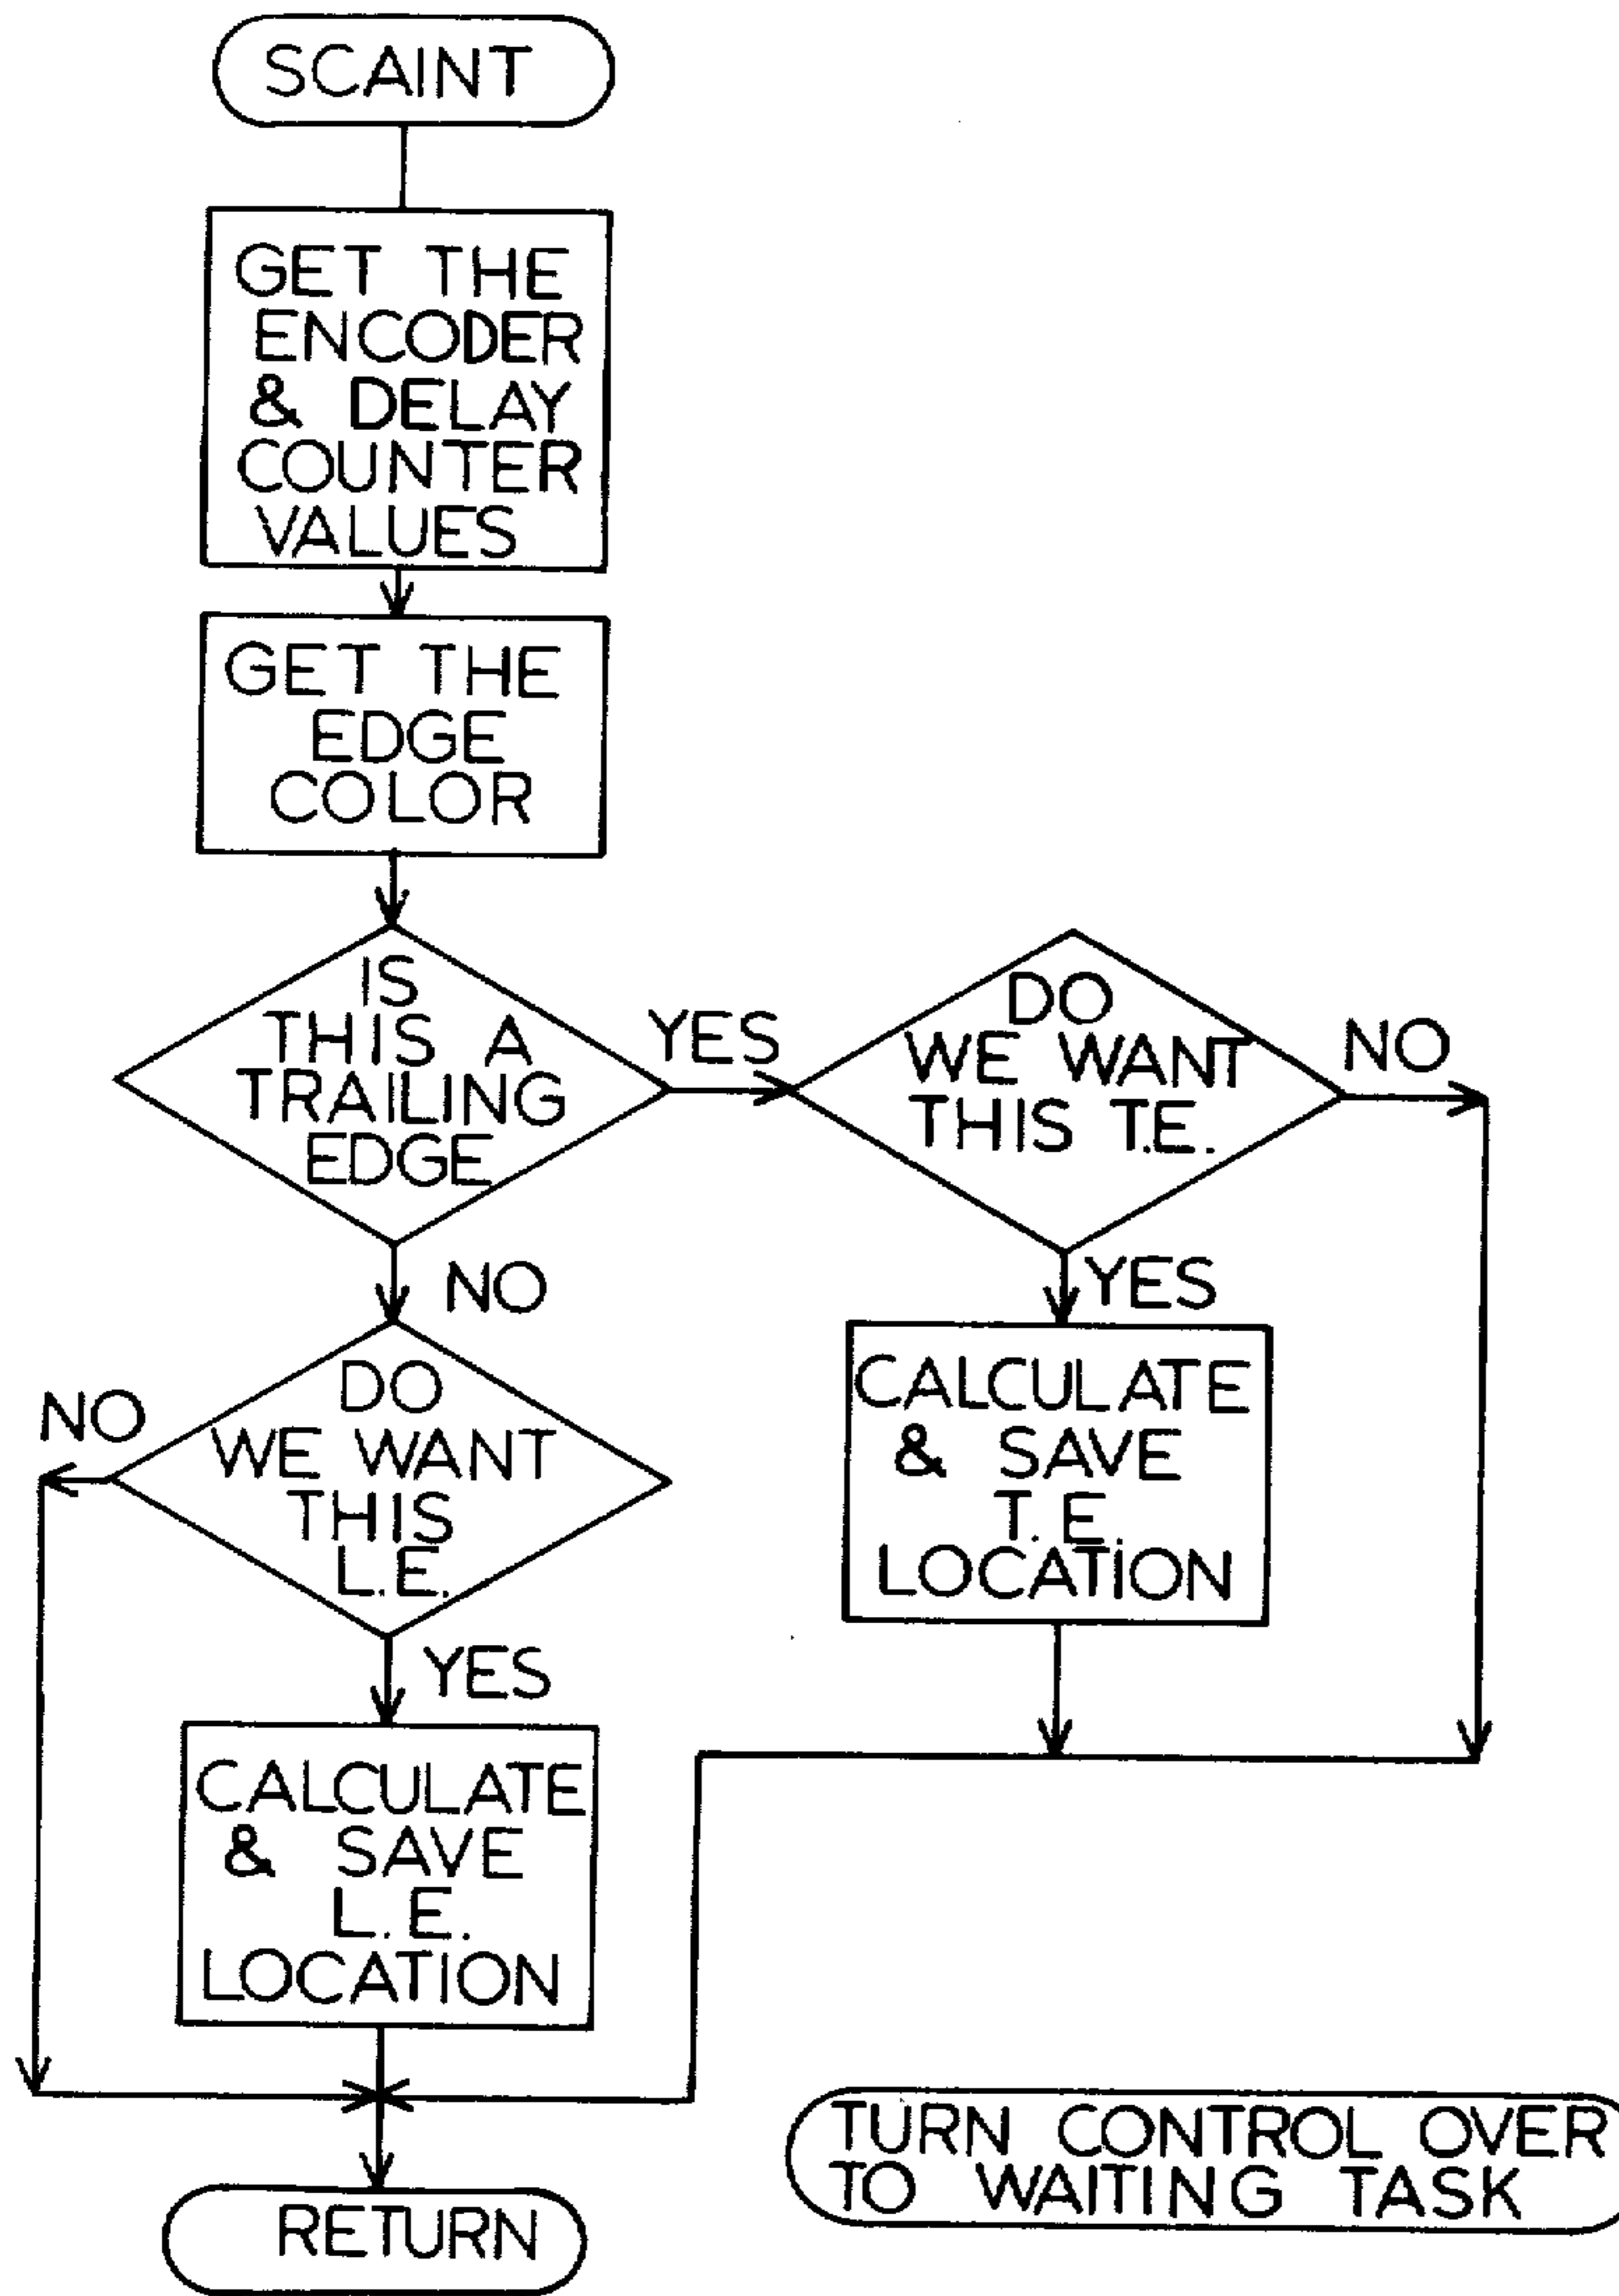 SCAINT
GET THE
ENCODER
& DELAY
COUNTER
VALUES
GET THE
EDGE
COLOR
IS
THIS A
TRAILING
EDGE
YES
DO
WE WANT
THIS T.E.
NO
NO
YES
DO
WE WANT
THIS
L.E.
NO
CALCULATE
& SAVE
T.E
LOCATION
YES
CALCULATE
& SAVE
L.E.
LOCATION
TURN CONTROL OVER
TO WAITING TASK
RETURN